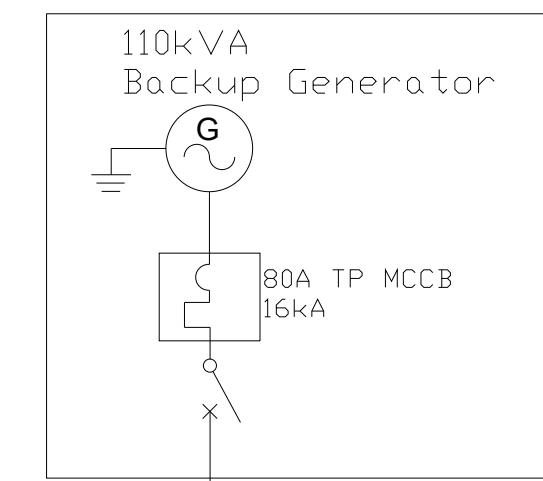 110kVA
Backup Generator
G
80A TP MCCB
16kA